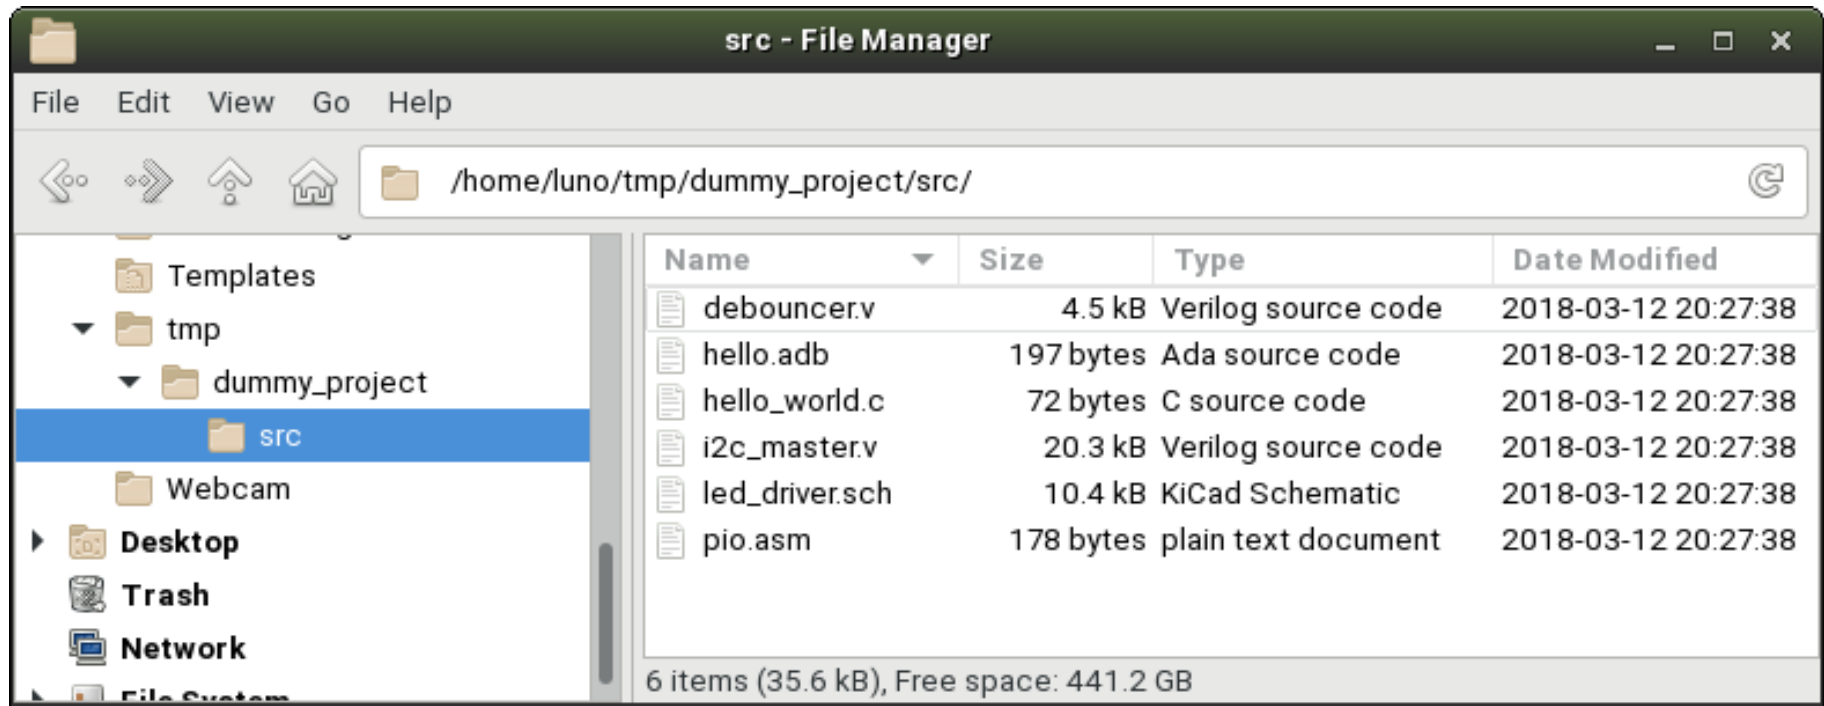 src - File Manager
File Edit View Go Help
/home/luno/tmp/dummy_project/src/
Templates
tmp
dummy_project
src
Webcam
Desktop
Trash
Network
File System
Name Size Type Date Modified
debouncer.v 4.5 kB Verilog source code 2018-03-12 20:27:38
hello.adb 197 bytes Ada source code 2018-03-12 20:27:38
hello_world.c 72 bytes C source code 2018-03-12 20:27:38
i2c_master.v 20.3 kB Verilog source code 2018-03-12 20:27:38
led_driver.sch 10.4 kB KiCad Schematic 2018-03-12 20:27:38
pio.asm 178 bytes plain text document 2018-03-12 20:27:38
6 items (35.6 kB), Free space: 441.2 GB